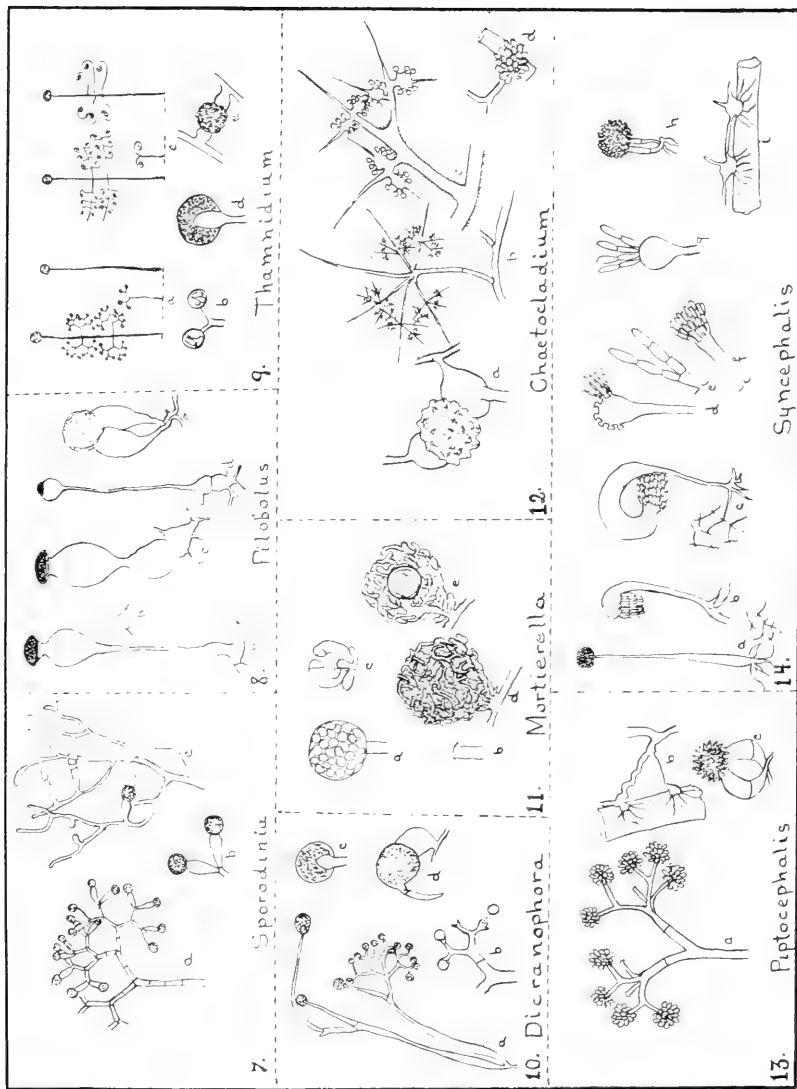 7.
Sporodinia
a
b
c
8.
Pilobolus
c
d
9.
Thamnidium
a
b
c
d
e
10. Dicranophora
a
b
c
d
11. Mortierella
a
b
c
d
e
12. Chaetocladium
a
b
c
d
13. Piptocephalis
a
b
c
14. Syncephalis
a
b
c
d
e
f
g
h
i